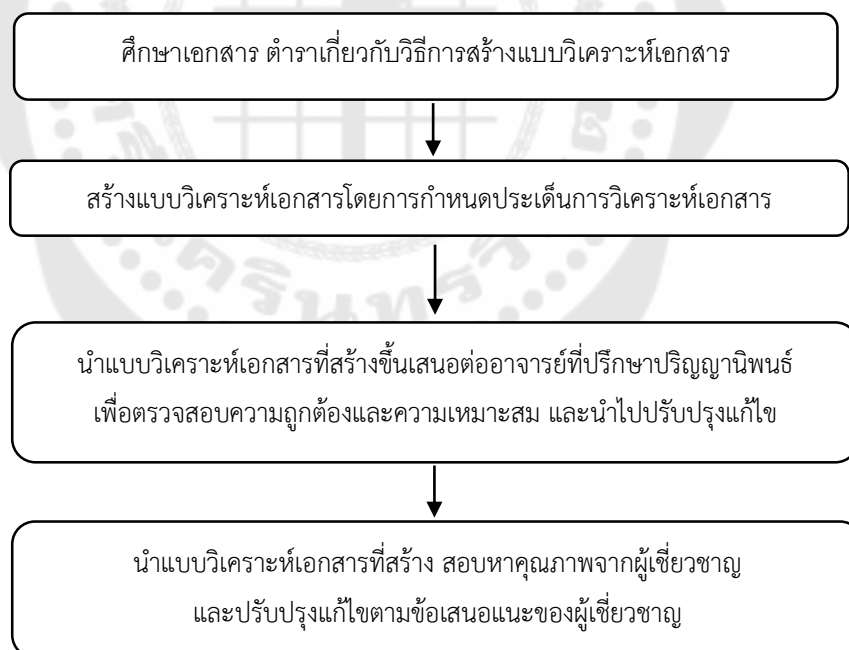 ศึกษาเอกสาร ตำราเกี่ยวกับวิธีการสร้างแบบวิเคราะห์เอกสาร
สร้างแบบวิเคราะห์เอกสารโดยการกำหนดประเด็นการวิเคราะห์เอกสาร
นำแบบวิเคราะห์เอกสารที่สร้างขึ้นเสนอต่ออาจารย์ที่ปรึกษาปริญญานิพนธ์
เพื่อตรวจสอบความถูกต้องและความเหมาะสม และนำไปปรับปรุงแก้ไข
นำแบบวิเคราะห์เอกสารที่สร้าง สอบหาคุณภาพจากผู้เชี่ยวชาญ
และปรับปรุงแก้ไขตามข้อเสนอแนะของผู้เชี่ยวชาญ